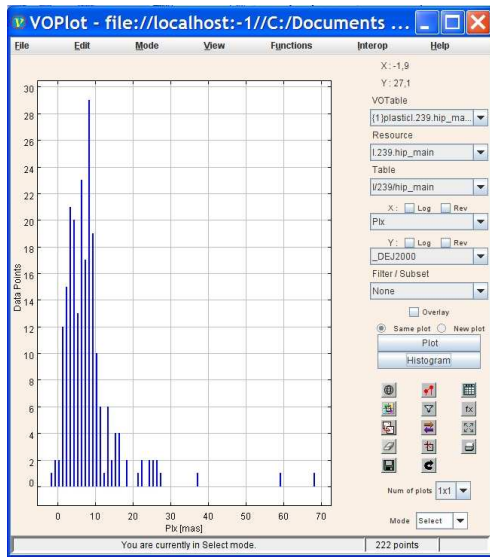 VOPlot - file://localhost:-1//C:/Documents ...
File Edit Mode View Functions Interop Help
X:-1,9
Y:27,1
VOTable
{1}plasticI.239.hip_ma...
Resource
I.239.hip_main
Table
I/239/hip_main
X: Log Rev
Plx
Y: Log Rev
_DEJ2000
Filter / Subset
None
Overlay
Same plot New plot
Plot
Histogram
fx
Num of plots 1x1
Mode Select
Data Points
30
28
26
24
22
20
18
16
14
12
10
8
6
4
2
0
0 10 20 30 40 50 60 70
Plx [mas]
You are currently in Select mode. 222 points